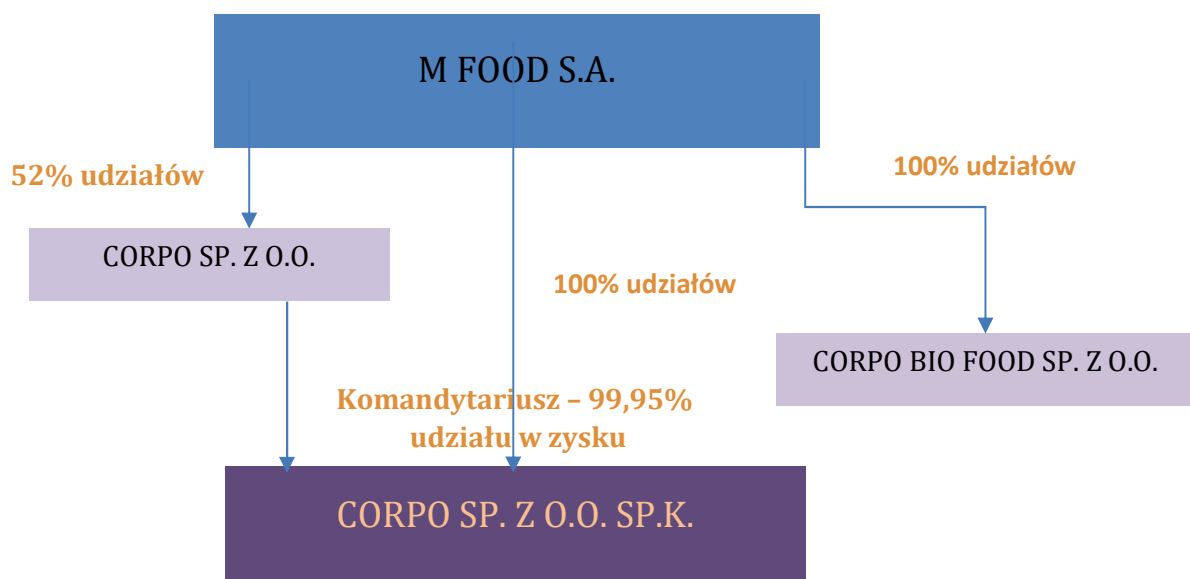 M FOOD S.A.
52% udziałów
100% udziałów
CORPO SP. Z O.O.
100% udziałów
CORPO BIO FOOD SP. Z O.O.
Komandytariusz – 99,95%
udziału w zysku
CORPO SP. Z O.O. SP.K.